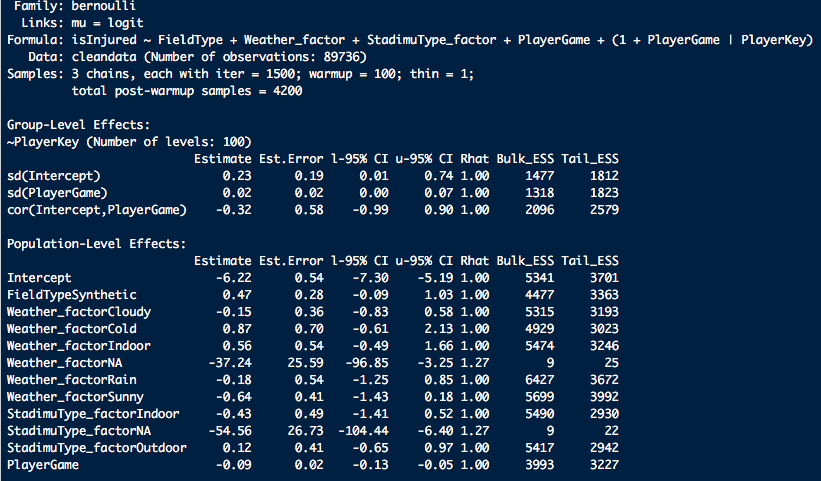 Family: bernoulli
Links: mu = logit
Formula: isInjured ~ FieldType + Weather_factor + StadimuType_factor + PlayerGame + (1 + PlayerGame | PlayerKey)
Data: cleandata (Number of observations: 89736)
Samples: 3 chains, each with iter = 1500; warmup = 100; thin = 1;
total post-warmup samples = 4200
Group-Level Effects:
~PlayerKey (Number of levels: 100)
Estimate Est.Error l-95% CI u-95% CI Rhat Bulk_ESS Tail_ESS
sd(Intercept) 0.23 0.19 0.01 0.74 1.00 1477 1812
sd(PlayerGame) 0.02 0.02 0.00 0.07 1.00 1318 1823
cor(Intercept,PlayerGame) -0.32 0.58 -0.99 0.90 1.00 2096 2579
Population-Level Effects:
Estimate Est.Error l-95% CI u-95% CI Rhat Bulk_ESS Tail_ESS
Intercept -6.22 0.54 -7.30 -5.19 1.00 5341 3701
FieldTypeSynthetic 0.47 0.28 -0.09 1.03 1.00 4477 3363
Weather_factorCloudy -0.15 0.36 -0.83 0.58 1.00 5315 3193
Weather_factorCold 0.87 0.70 -0.61 2.13 1.00 4929 3023
Weather_factorIndoor 0.56 0.54 -0.49 1.66 1.00 5474 3246
Weather_factorNA -37.24 25.59 -96.85 -3.25 1.27 9 25
Weather_factorRain -0.18 0.54 -1.25 0.85 1.00 6427 3672
Weather_factorSunny -0.64 0.41 -1.43 0.18 1.00 5699 3992
StadimuType_factorIndoor -0.43 0.49 -1.41 0.52 1.00 5490 2930
StadimuType_factorNA -54.56 26.73 -104.44 -6.40 1.27 9 22
StadimuType_factorOutdoor 0.12 0.41 -0.65 0.97 1.00 5417 2942
PlayerGame -0.09 0.02 -0.13 -0.05 1.00 3993 3227